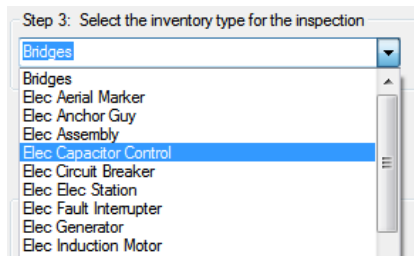 Step 3: Select the inventory type for the inspection
Bridges
Bridges
Elec Aerial Marker
Elec Anchor Guy
Elec Assembly
Elec Capacitor Control
Elec Circuit Breaker
Elec Elec Station
Elec Fault Interrupter
Elec Generator
Elec Induction Motor